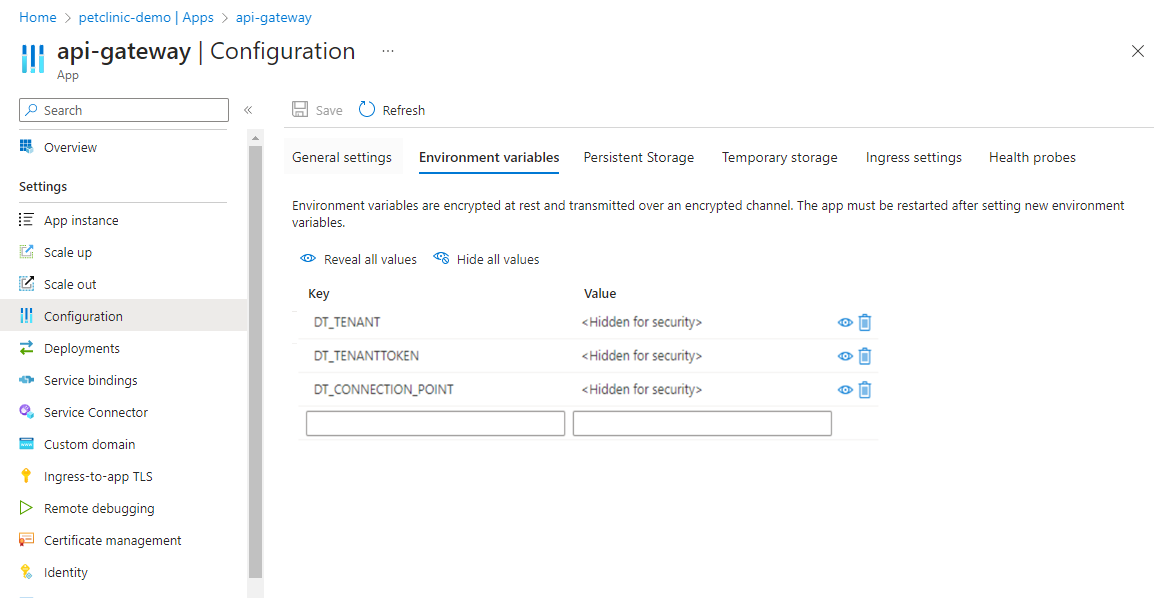 Home > petclinic-demo | Apps > api-gateway
api-gateway | Configuration ...
App
Search
«
Overview
Settings
App instance
Scale up
Scale out
Configuration
Deployments
Service bindings
Service Connector
Custom domain
Ingress-to-app TLS
Remote debugging
Certificate management
Identity
Save Refresh
General settings Environment variables Persistent Storage Temporary storage Ingress settings Health probes
Environment variables are encrypted at rest and transmitted over an encrypted channel. The app must be restarted after setting new environment
variables.
Reveal all values Hide all values
Key Value
DT_TENANT <Hidden for security>
DT_TENANTTOKEN <Hidden for security>
DT_CONNECTION_POINT <Hidden for security>